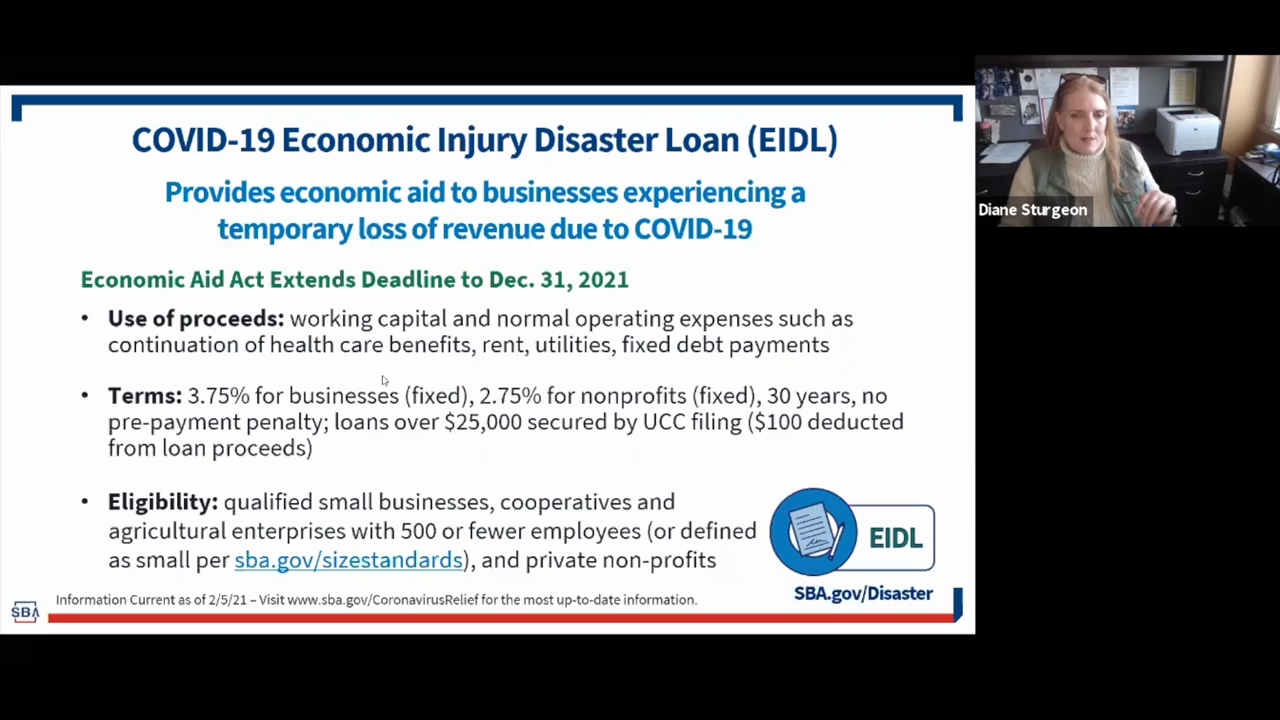 COVID-19 Economic Injury Disaster Loan (EIDL)
Provides economic aid to businesses experiencing a
temporary loss of revenue due to COVID-19
Economic Aid Act Extends Deadline to Dec. 31, 2021
• Use of proceeds: working capital and normal operating expenses such as
continuation of health care benefits, rent, utilities, fixed debt payments
• Terms: 3.75% for businesses (fixed), 2.75% for nonprofits (fixed), 30 years, no
pre-payment penalty; loans over $25,000 secured by UCC filing ($100 deducted
from loan proceeds)
• Eligibility: qualified small businesses, cooperatives and
agricultural enterprises with 500 or fewer employees (or defined
as small per sba.gov/sizestandards), and private non-profits
EIDL
SBA.gov/Disaster
Information Current as of 2/5/21 – Visit www.sba.gov/CoronavirusRelief for the most up-to-date information.
SBA
Diane Sturgeon